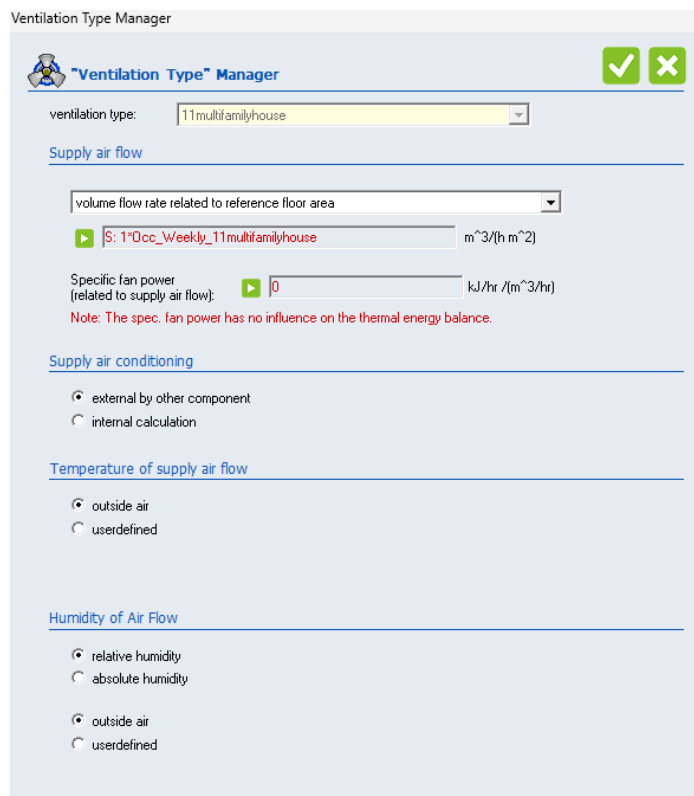 Ventilation Type Manager
"Ventilation Type" Manager
ventilation type: 11multifamilyhouse
Supply air flow
volume flow rate related to reference floor area
S: 1*Occ_Weekly_11multifamilyhouse m^3/(h m^2)
Specific fan power
(related to supply air flow): 0 kJ/hr /(m^3/hr)
Note: The spec. fan power has no influence on the thermal energy balance.
Supply air conditioning
external by other component
internal calculation
Temperature of supply air flow
outside air
userdefined
Humidity of Air Flow
relative humidity
absolute humidity
outside air
userdefined